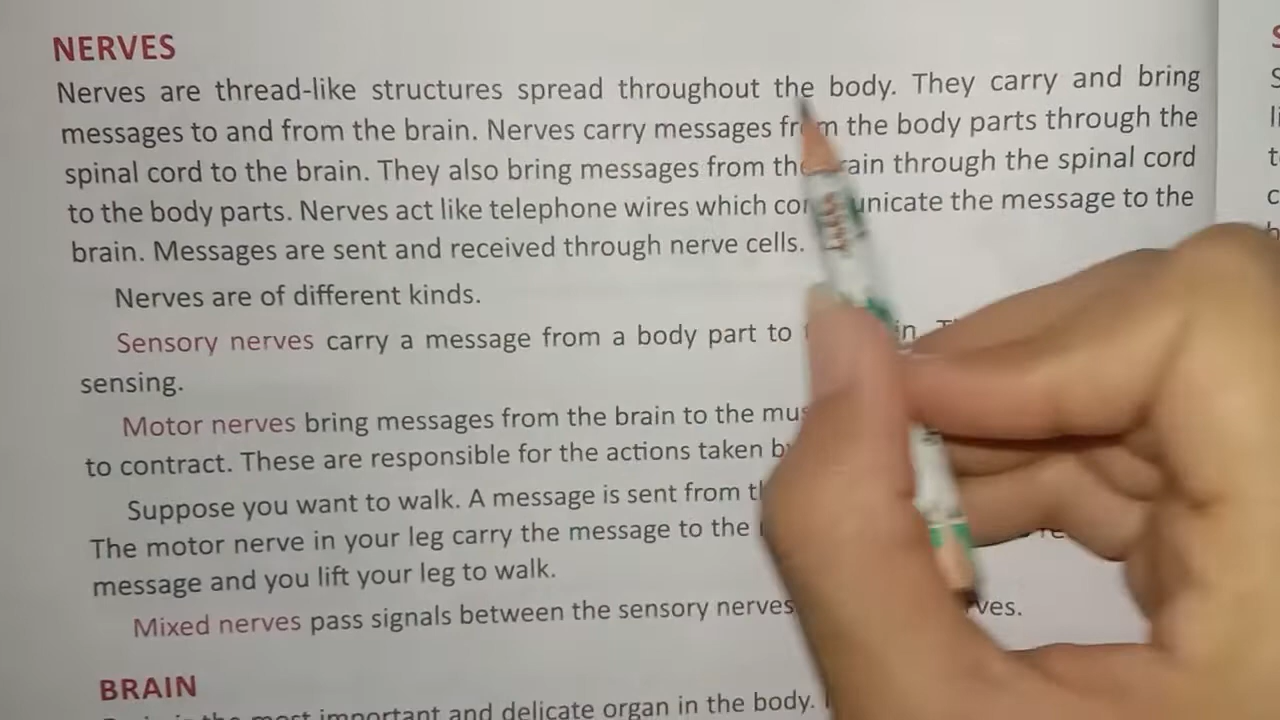 NERVES
Nerves are thread-like structures spread throughout the body. They carry and bring
messages to and from the brain. Nerves carry messages from the body parts through the
spinal cord to the brain. They also bring messages from the brain through the spinal cord
to the body parts. Nerves act like telephone wires which communicate the message to the
brain. Messages are sent and received through nerve cells.
Nerves are of different kinds.
Sensory nerves carry a message from a body part to
sensing.
Motor nerves bring messages from the brain to the
to contract. These are responsible for the actions taken
Suppose you want to walk. A message is sent from
The motor nerve in your leg carry the message to the
message and you lift your leg to walk.
Mixed nerves pass signals between the sensory nerves
BRAIN
most important and delicate organ in the body.